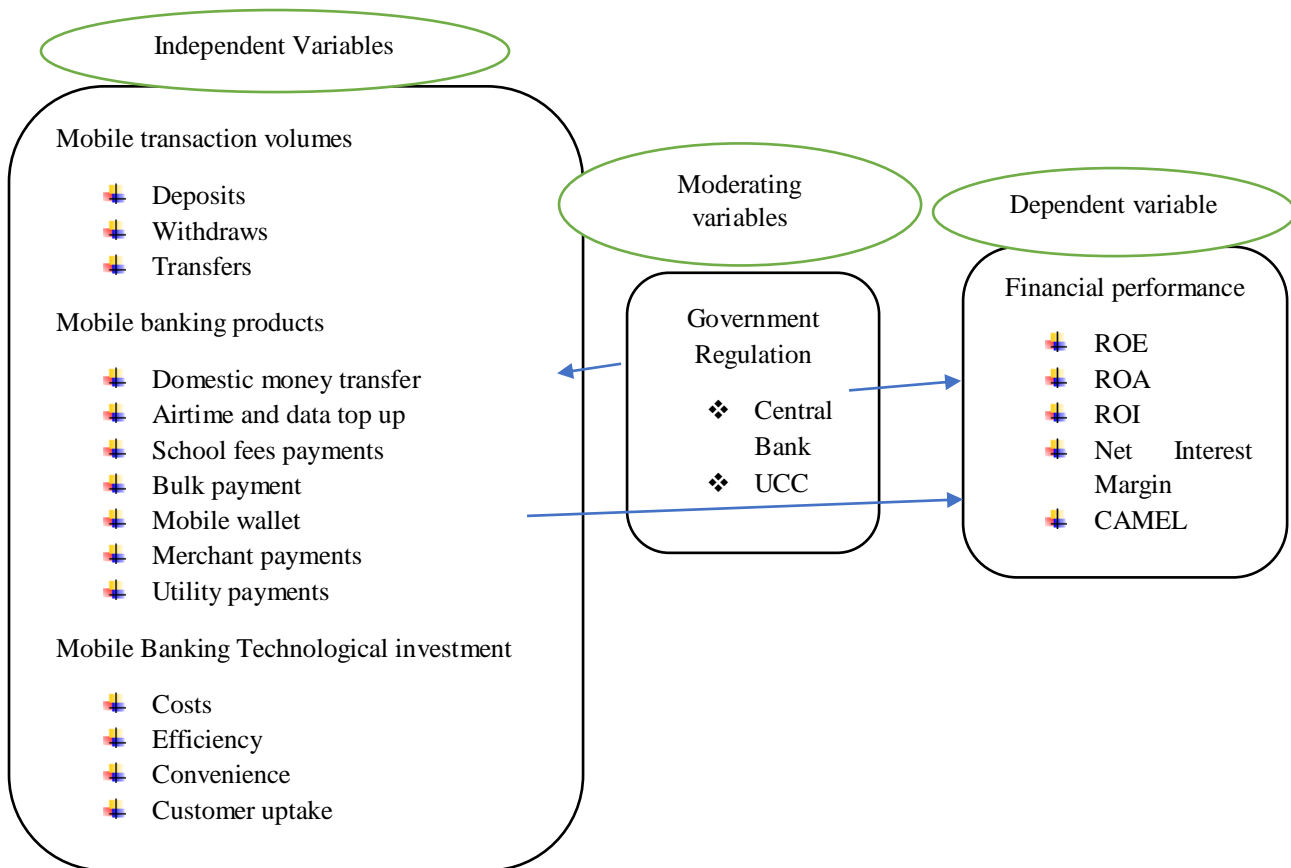 Independent Variables
Mobile transaction volumes
Deposits
Withdraws
Transfers
Mobile banking products
Domestic money transfer
Airtime and data top up
School fees payments
Bulk payment
Mobile wallet
Merchant payments
Utility payments
Mobile Banking Technological investment
Costs
Efficiency
Convenience
Customer uptake
Moderating
variables
Government
Regulation
Central
Bank
UCC
Dependent variable
Financial performance
ROE
ROA
ROI
Net Interest
Margin
CAMEL